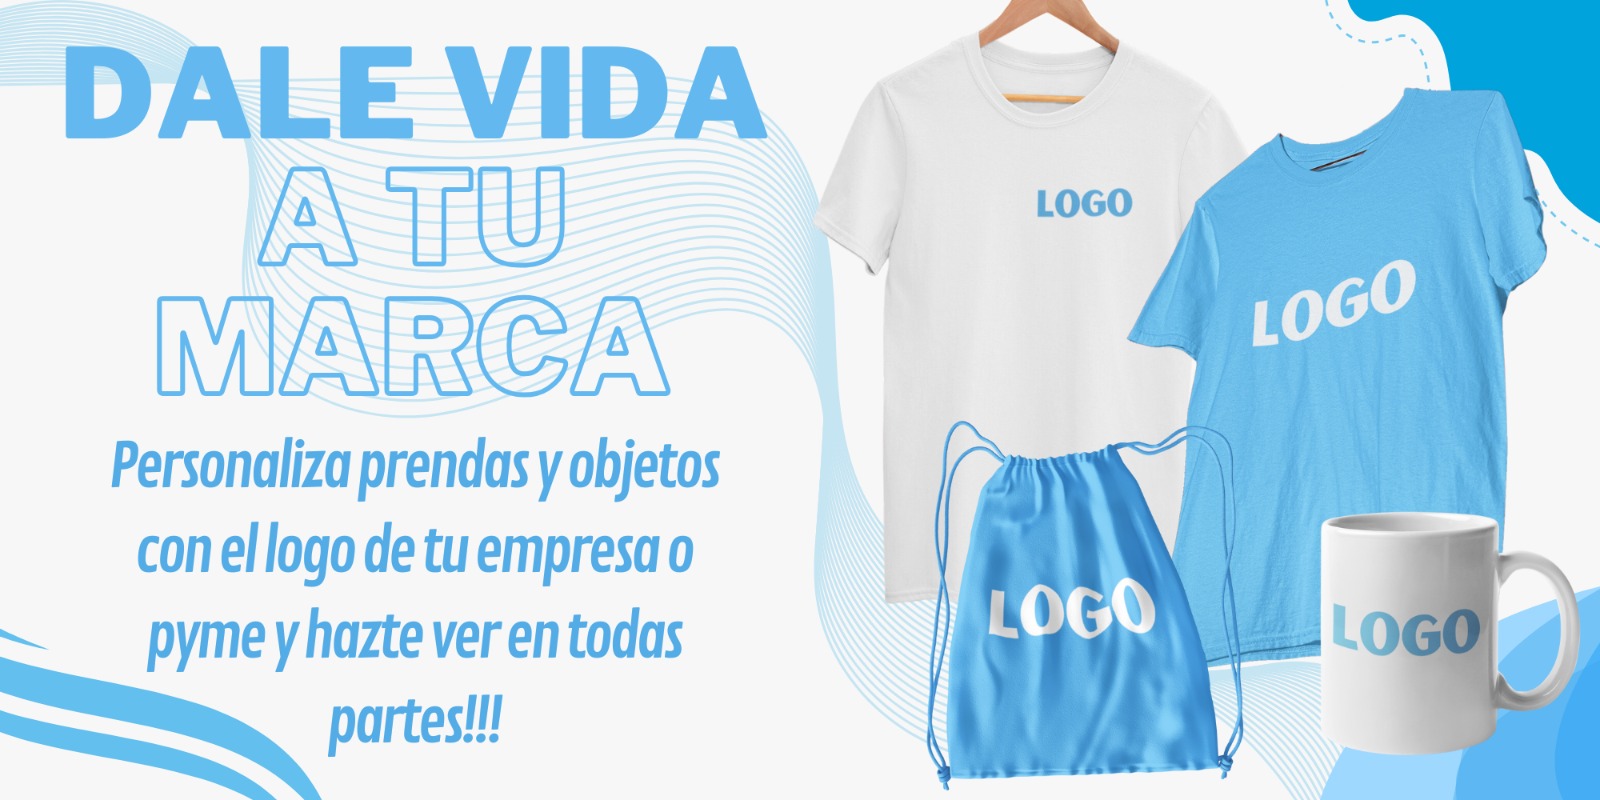 DALE VIDA
A TU
MARCA
Personaliza prendas y objetos
con el logo de tu empresa o
pyme y hazte ver en todas
partes!!!
LOGO
LOGO
LOGO
LOGO